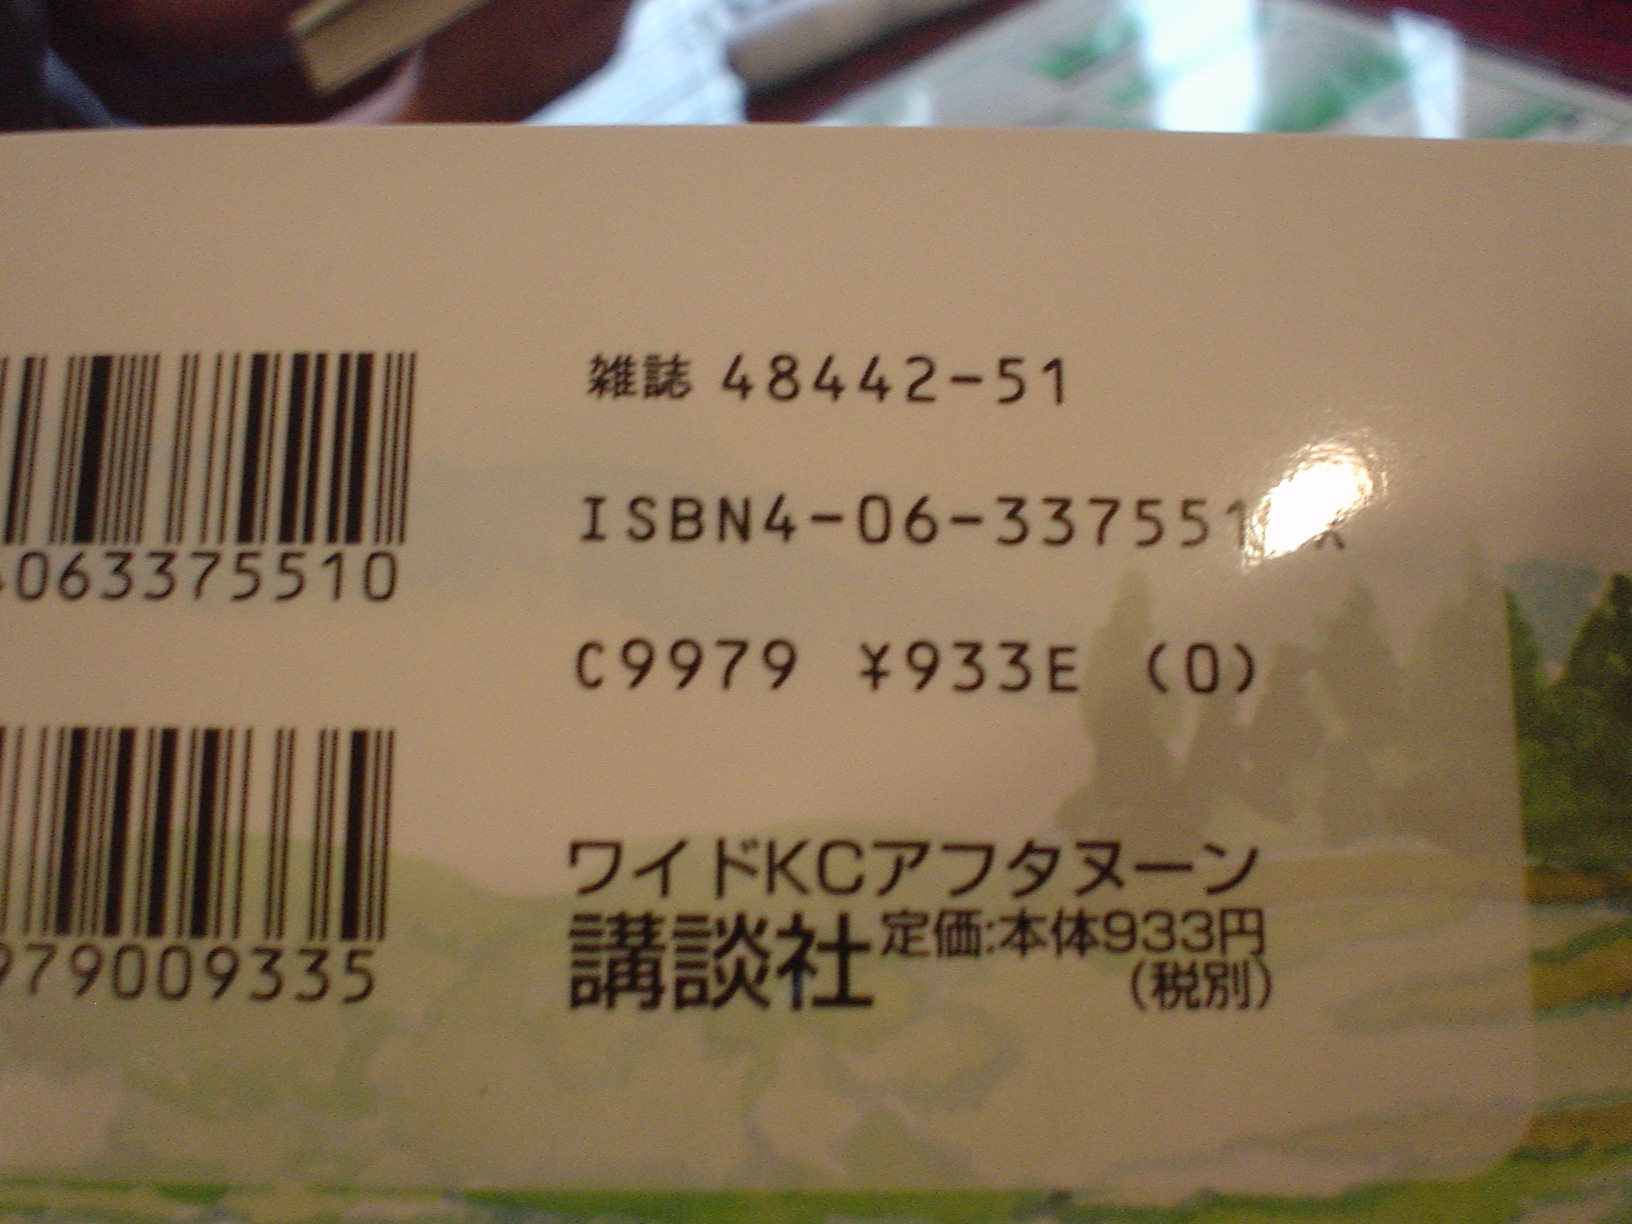 雑誌 48442-51
ISBN4-06-337551
063375510
C9979 ¥933E (0)
979009335
ワイドKCアフタヌーン
講談社 定価:本体933円
(税別)